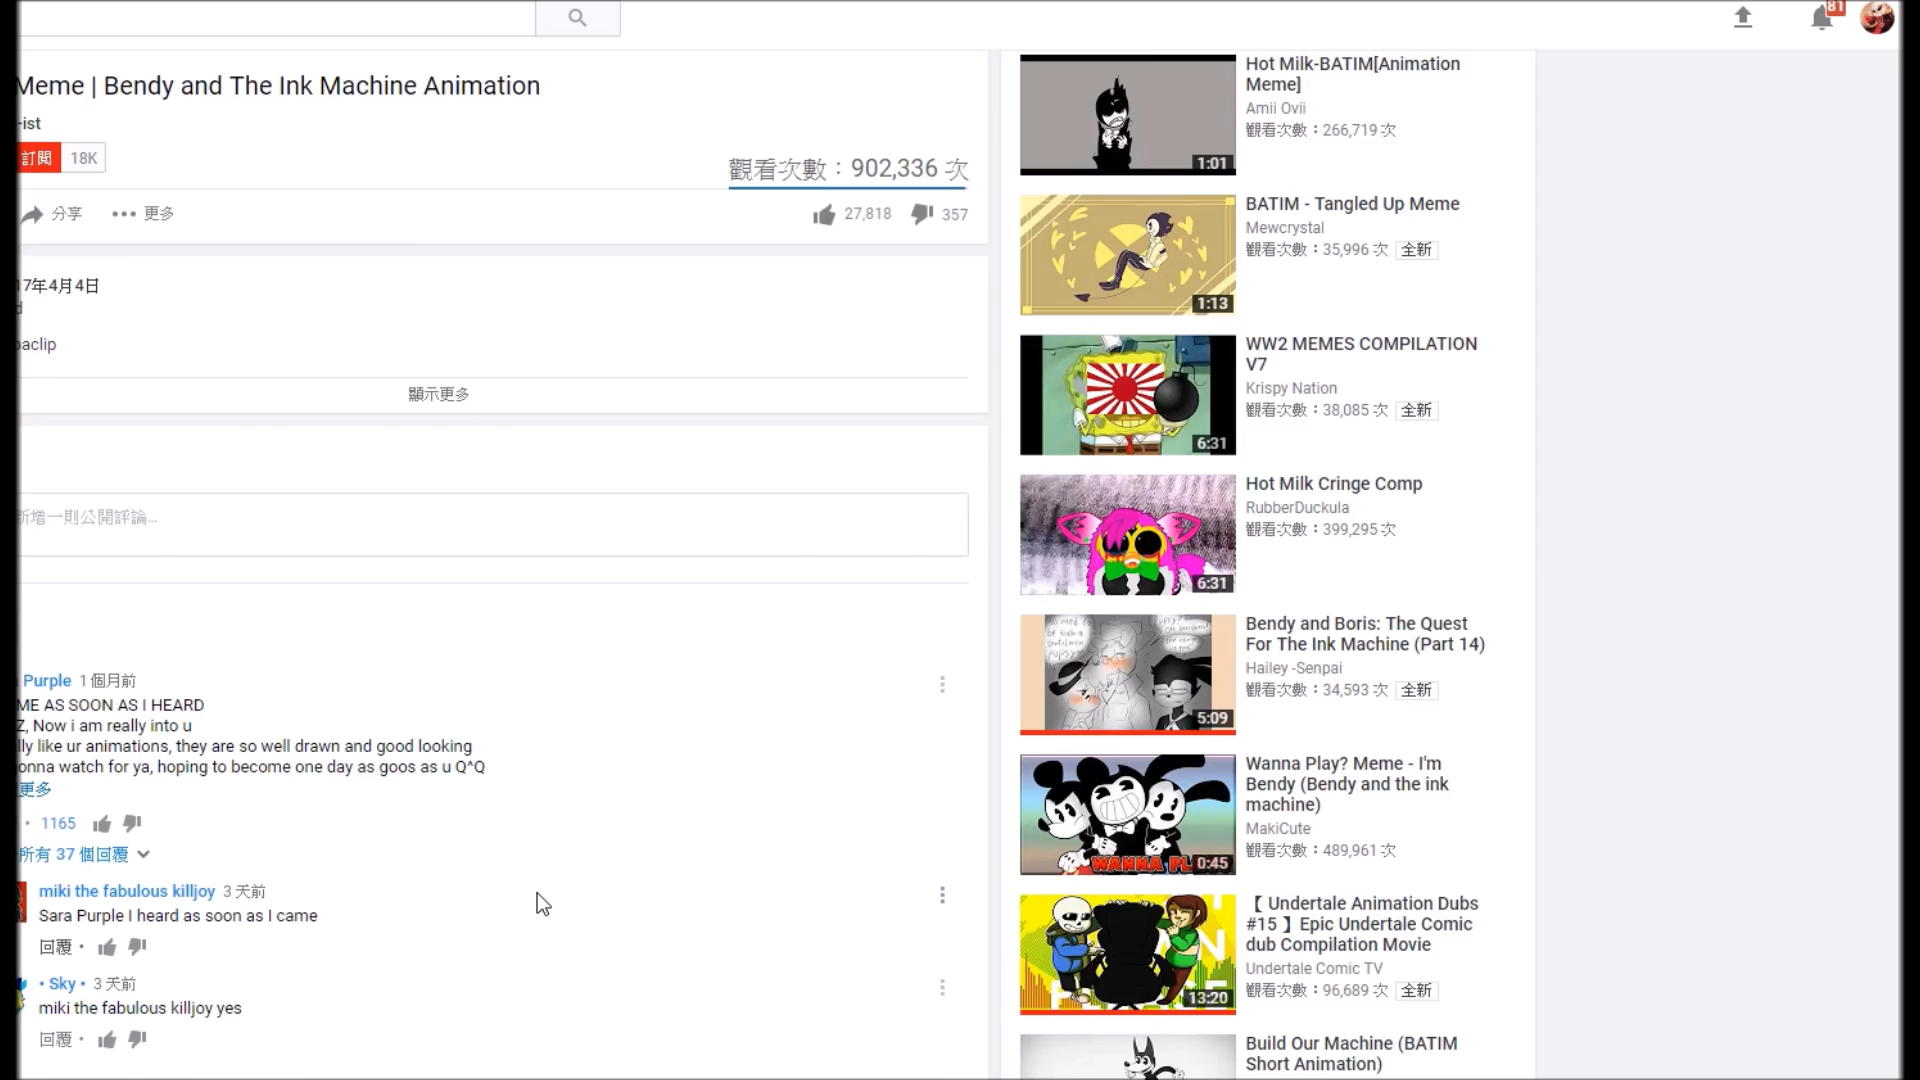 81
Meme | Bendy and The Ink Machine Animation
-ist
訂閱 18K
觀看次數：902,336 次
分享 更多
27,818 357
17年4月4日
d
paclip
顯示更多
新增一則公開評論...
Purple 1 個月前
ME AS SOON AS I HEARD
Z, Now i am really into u
lly like ur animations, they are so well drawn and good looking
onna watch for ya, hoping to become one day as goos as u Q^Q
更多
1165
所有 37 個回覆
miki the fabulous killjoy 3 天前
Sara Purple I heard as soon as I came
回覆 •
• Sky • 3 天前
miki the fabulous killjoy yes
回覆 •
Hot Milk-BATIM[Animation
Meme]
Amii Ovii
觀看次數：266,719 次
1:01
BATIM - Tangled Up Meme
Mewcrystal
觀看次數：35,996 次 全新
1:13
WW2 MEMES COMPILATION
V7
Krispy Nation
觀看次數：38,085 次 全新
6:31
Hot Milk Cringe Comp
RubberDuckula
觀看次數：399,295 次
6:31
Bendy and Boris: The Quest
For The Ink Machine (Part 14)
Hailey -Senpai
觀看次數：34,593 次 全新
5:09
Wanna Play? Meme - I'm
Bendy (Bendy and the ink
machine)
MakiCute
觀看次數：489,961 次
WANNA PL 0:45
【 Undertale Animation Dubs
#15 】Epic Undertale Comic
dub Compilation Movie
Undertale Comic TV
觀看次數：96,689 次 全新
13:20
Build Our Machine (BATIM
Short Animation)